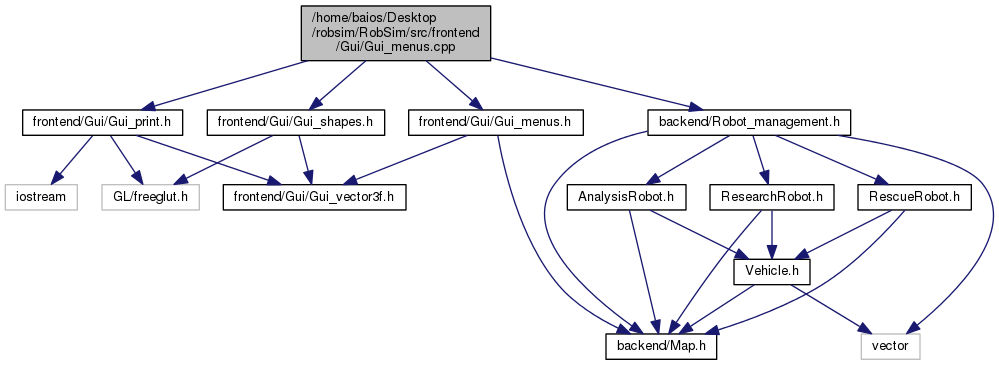 /home/baios/Desktop
/robsim/RobSim/src/frontend
/Gui/Gui_menus.cpp
frontend/Gui/Gui_print.h
frontend/Gui/Gui_shapes.h
frontend/Gui/Gui_menus.h
backend/Robot_management.h
iostream
GL/freeglut.h
frontend/Gui/Gui_vector3f.h
AnalysisRobot.h
ResearchRobot.h
RescueRobot.h
Vehicle.h
backend/Map.h
vector